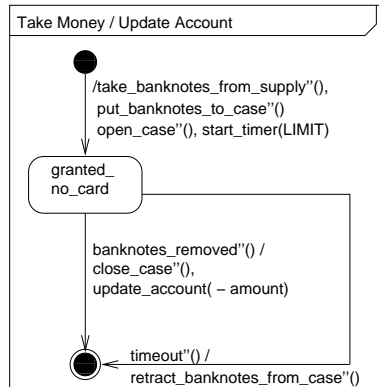 Take Money / Update Account
/take_banknotes_from_supply"(),
put_banknotes_to_case"()
open_case"(), start_timer(LIMIT)
granted_
no_card
banknotes_removed"() /
close_case"(),
update_account( – amount)
timeout"() /
retract_banknotes_from_case"()